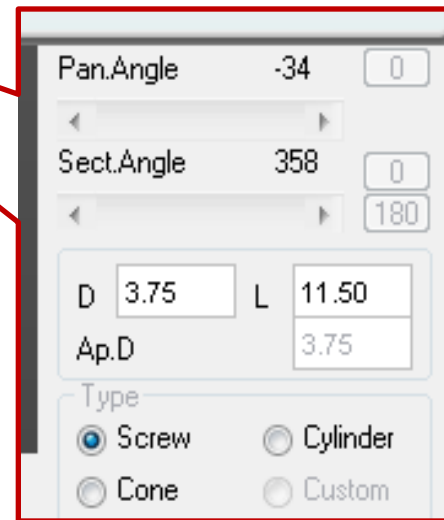 Pan.Angle -34 0
Sect.Angle 358 0
180
D 3.75 L 11.50
Ap.D 3.75
Type
Screw Cylinder
Cone Custom